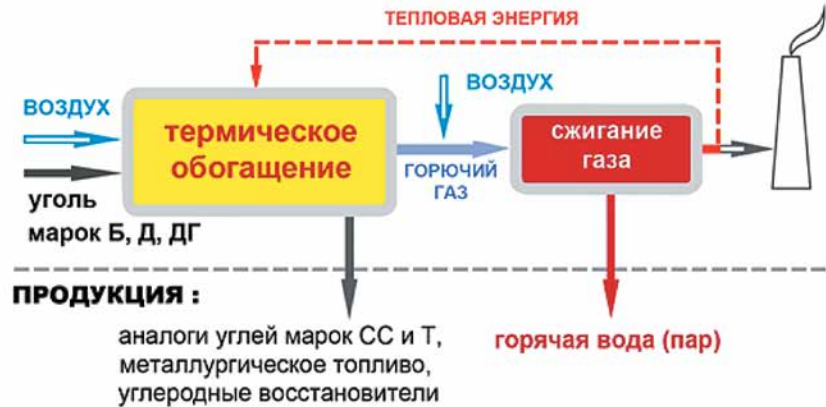 ТЕПЛОВАЯ ЭНЕРГИЯ
ВОЗДУХ
ВОЗДУХ
термическое
обогащение
сжигание
газа
ГОРЮЧИЙ
ГАЗ
уголь
марок Б, Д, ДГ
ПРОДУКЦИЯ :
аналоги углей марок СС и Т,
металлургическое топливо,
углеродные восстановители
горячая вода (пар)